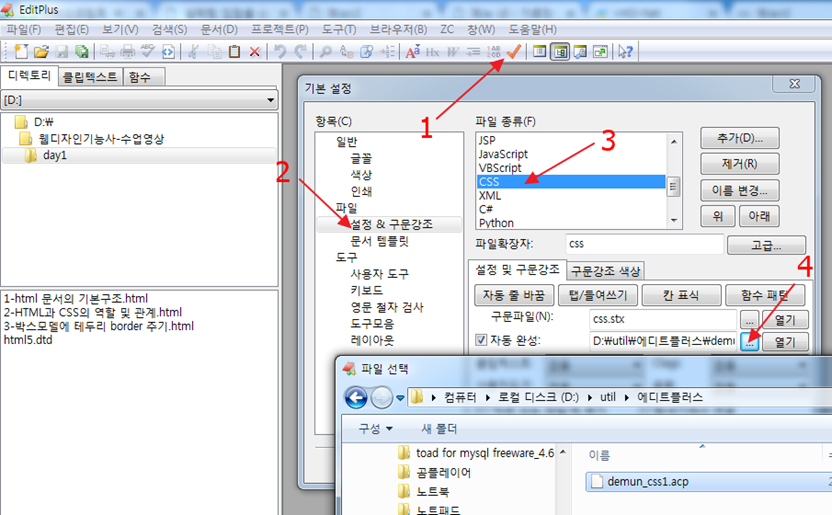 EditPlus
파일(F) 편집(E) 보기(V) 검색(S) 문서(D) 프로젝트(P) 도구(T) 브라우저(B) ZC 창(W) 도움말(H)
디렉토리 클립텍스트 함수
[D:]
D:₩
웹디자인기능사-수업영상
day1
1-html 문서의 기본구조.html
2-HTML과 CSS의 역할 및 관계.html
3-박스모델에 테두리 border 주기.html
html5.dtd
1
2
3
4
기본 설정
항목(C)
일반
글꼴
색상
인쇄
파일
설정 & 구문강조
문서 템플릿
도구
사용자 도구
키보드
영문 철자 검사
도구모음
레이아웃
파일 종류(F)
JSP
JavaScript
VBScript
CSS
XML
C#
Python
추가(D)...
제거(R)
이름 변경...
위 아래
파일확장자: css 고급...
설정 및 구문강조 구문강조 색상
자동 줄 바꿈 탭/들여쓰기 칸 표식 함수 패턴
구문파일(N): css.stx ... 열기
자동 완성: D:₩util₩에디트플러스₩demu ... 열기
파일 선택
컴퓨터 로컬 디스크 (D:) util 에디트플러스
구성 새 폴더
toad for mysql freeware_4.6
곰플레이어
노트북
노트패드
이름
demun_css1.acp